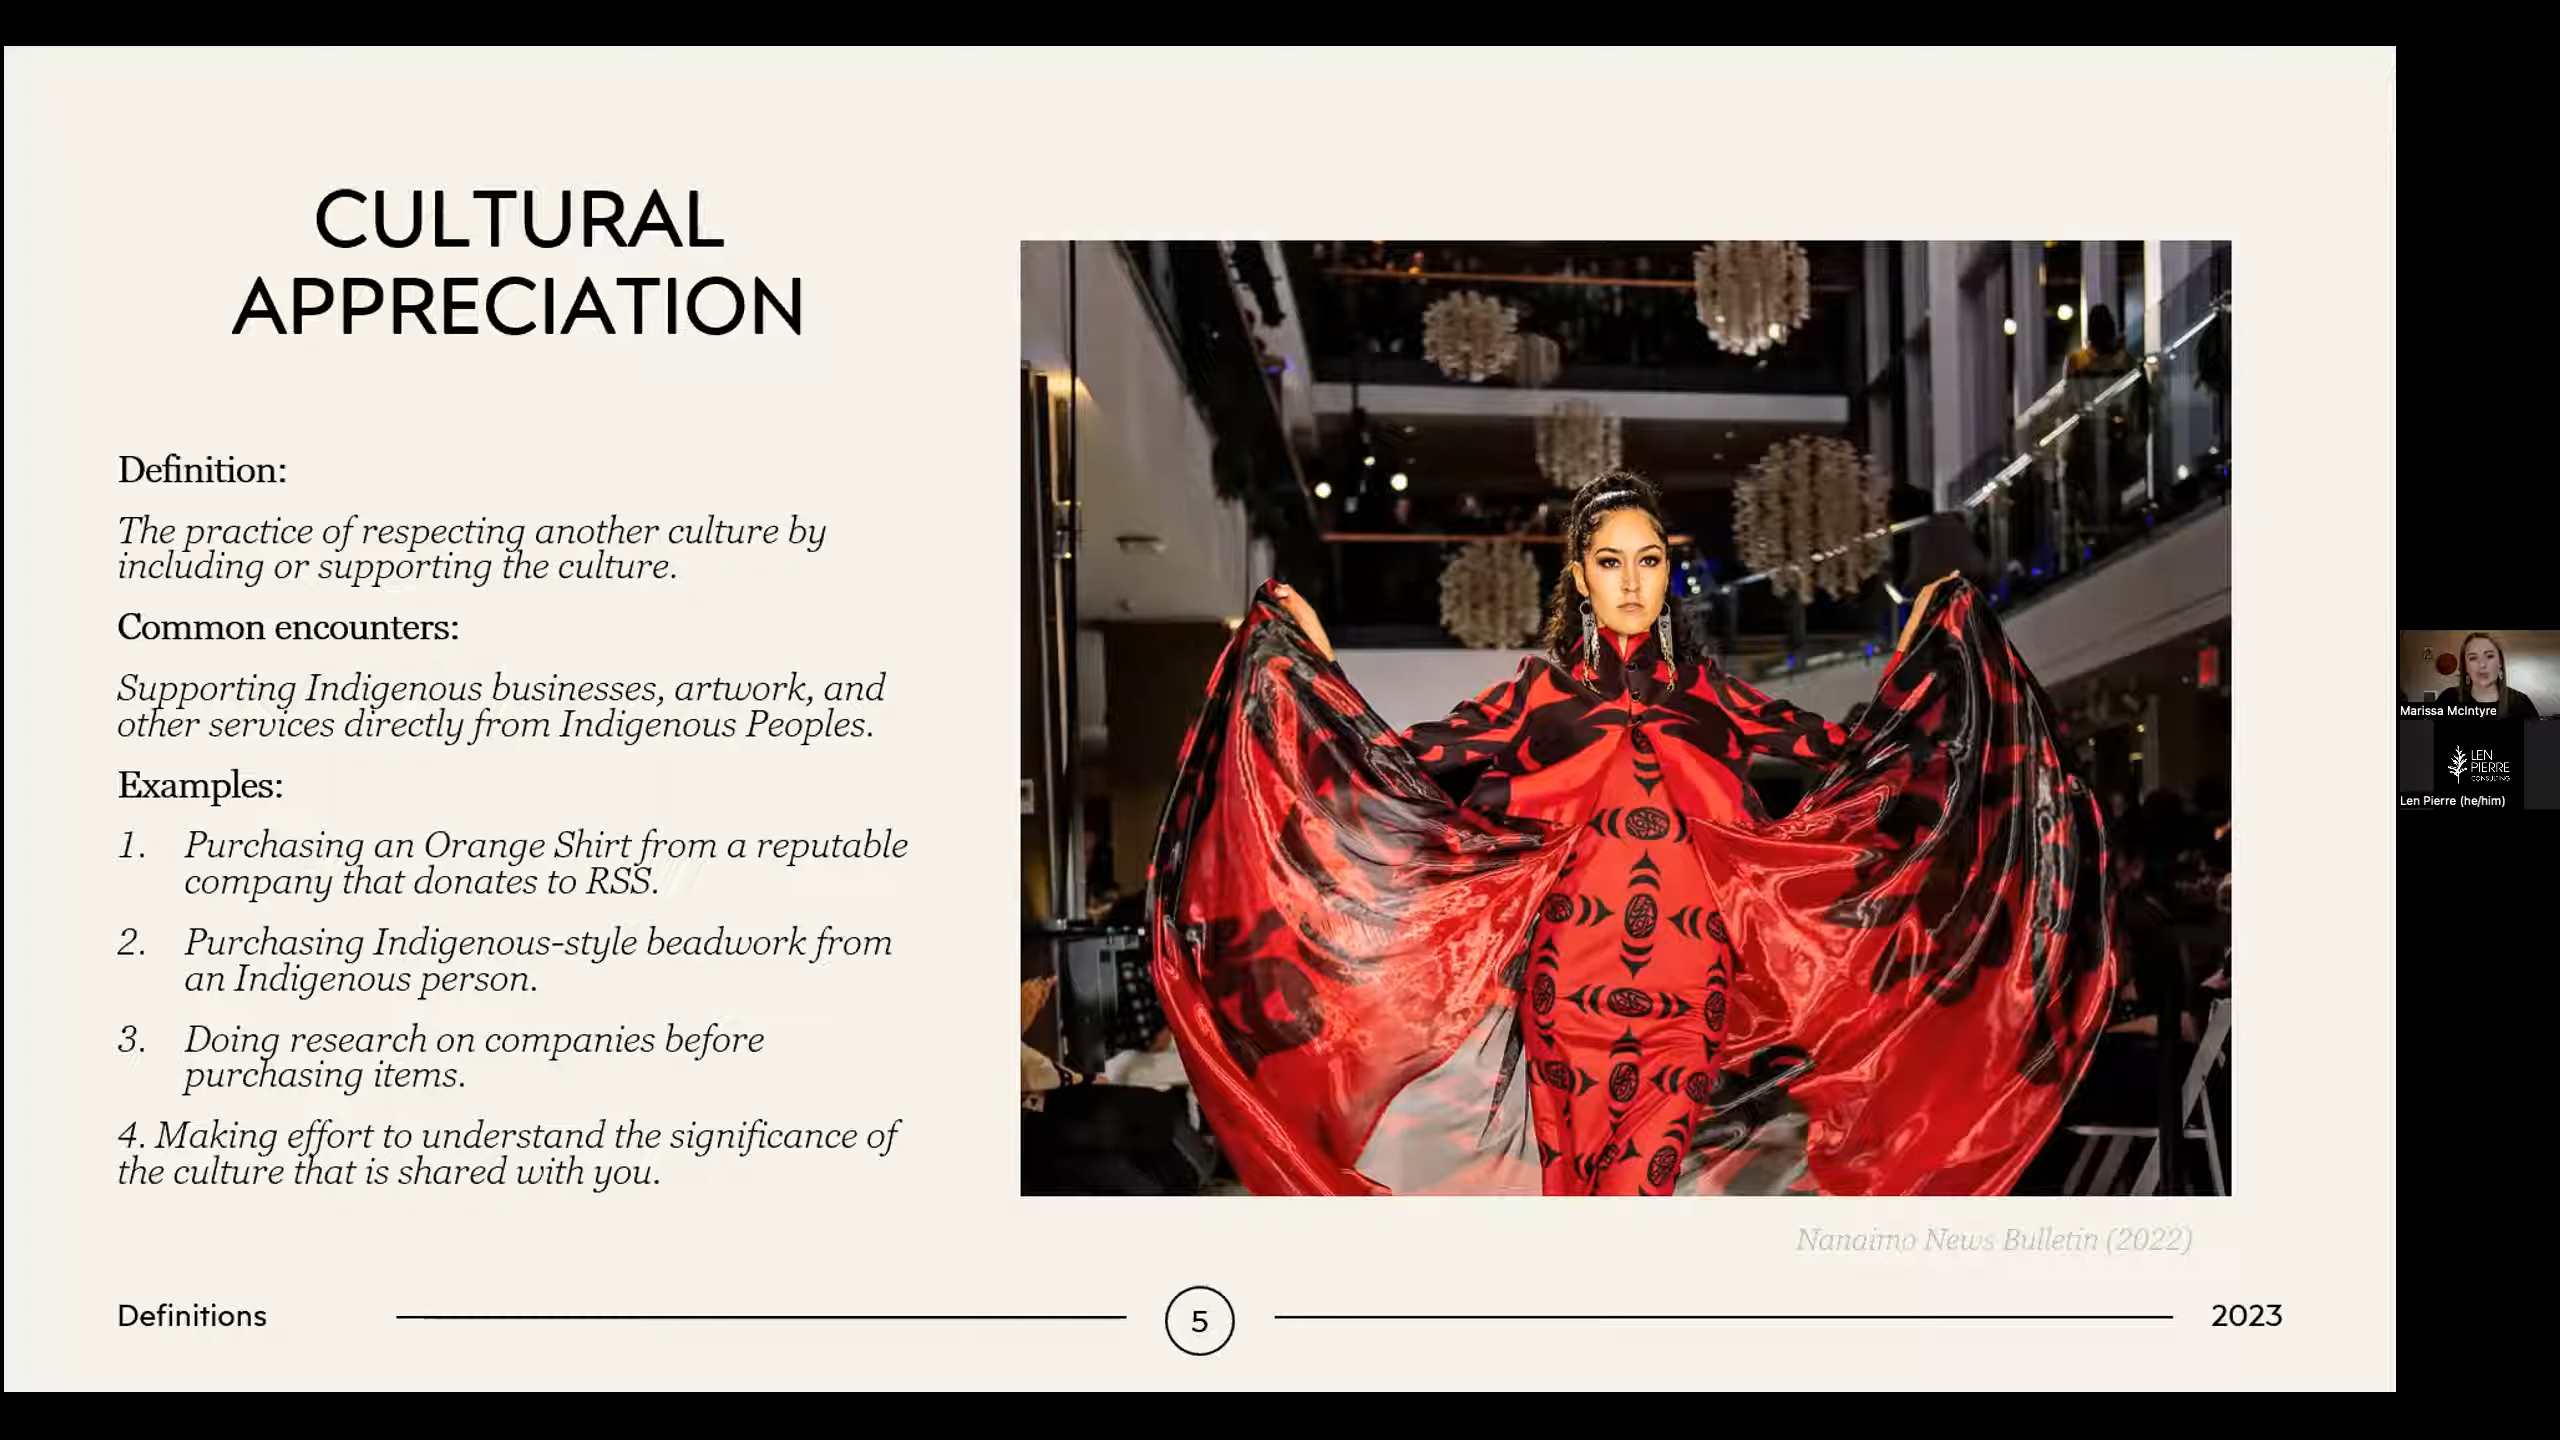 CULTURAL
APPRECIATION
Definition:
The practice of respecting another culture by
including or supporting the culture.
Common encounters:
Supporting Indigenous businesses, artwork, and
other services directly from Indigenous Peoples.
Examples:
1. Purchasing an Orange Shirt from a reputable
company that donates to RSS.
2. Purchasing Indigenous-style beadwork from
an Indigenous person.
3. Doing research on companies before
purchasing items.
4. Making effort to understand the significance of
the culture that is shared with you.
Nanaimo News Bulletin (2022)
Definitions
5
2023
Marissa McIntyre
LEN
PIERRE
CONSULTING
Len Pierre (he/him)